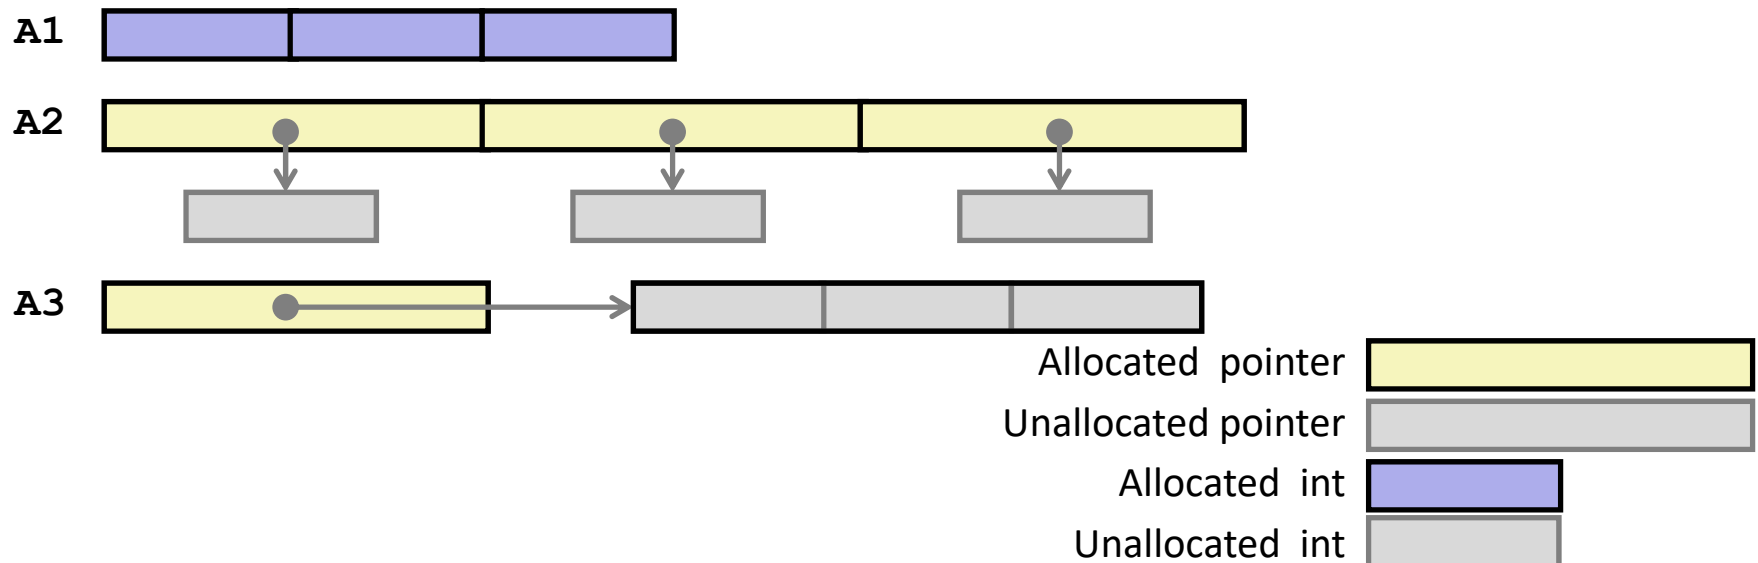 A1
A2
A3
Allocated pointer
Unallocated pointer
Allocated int
Unallocated int